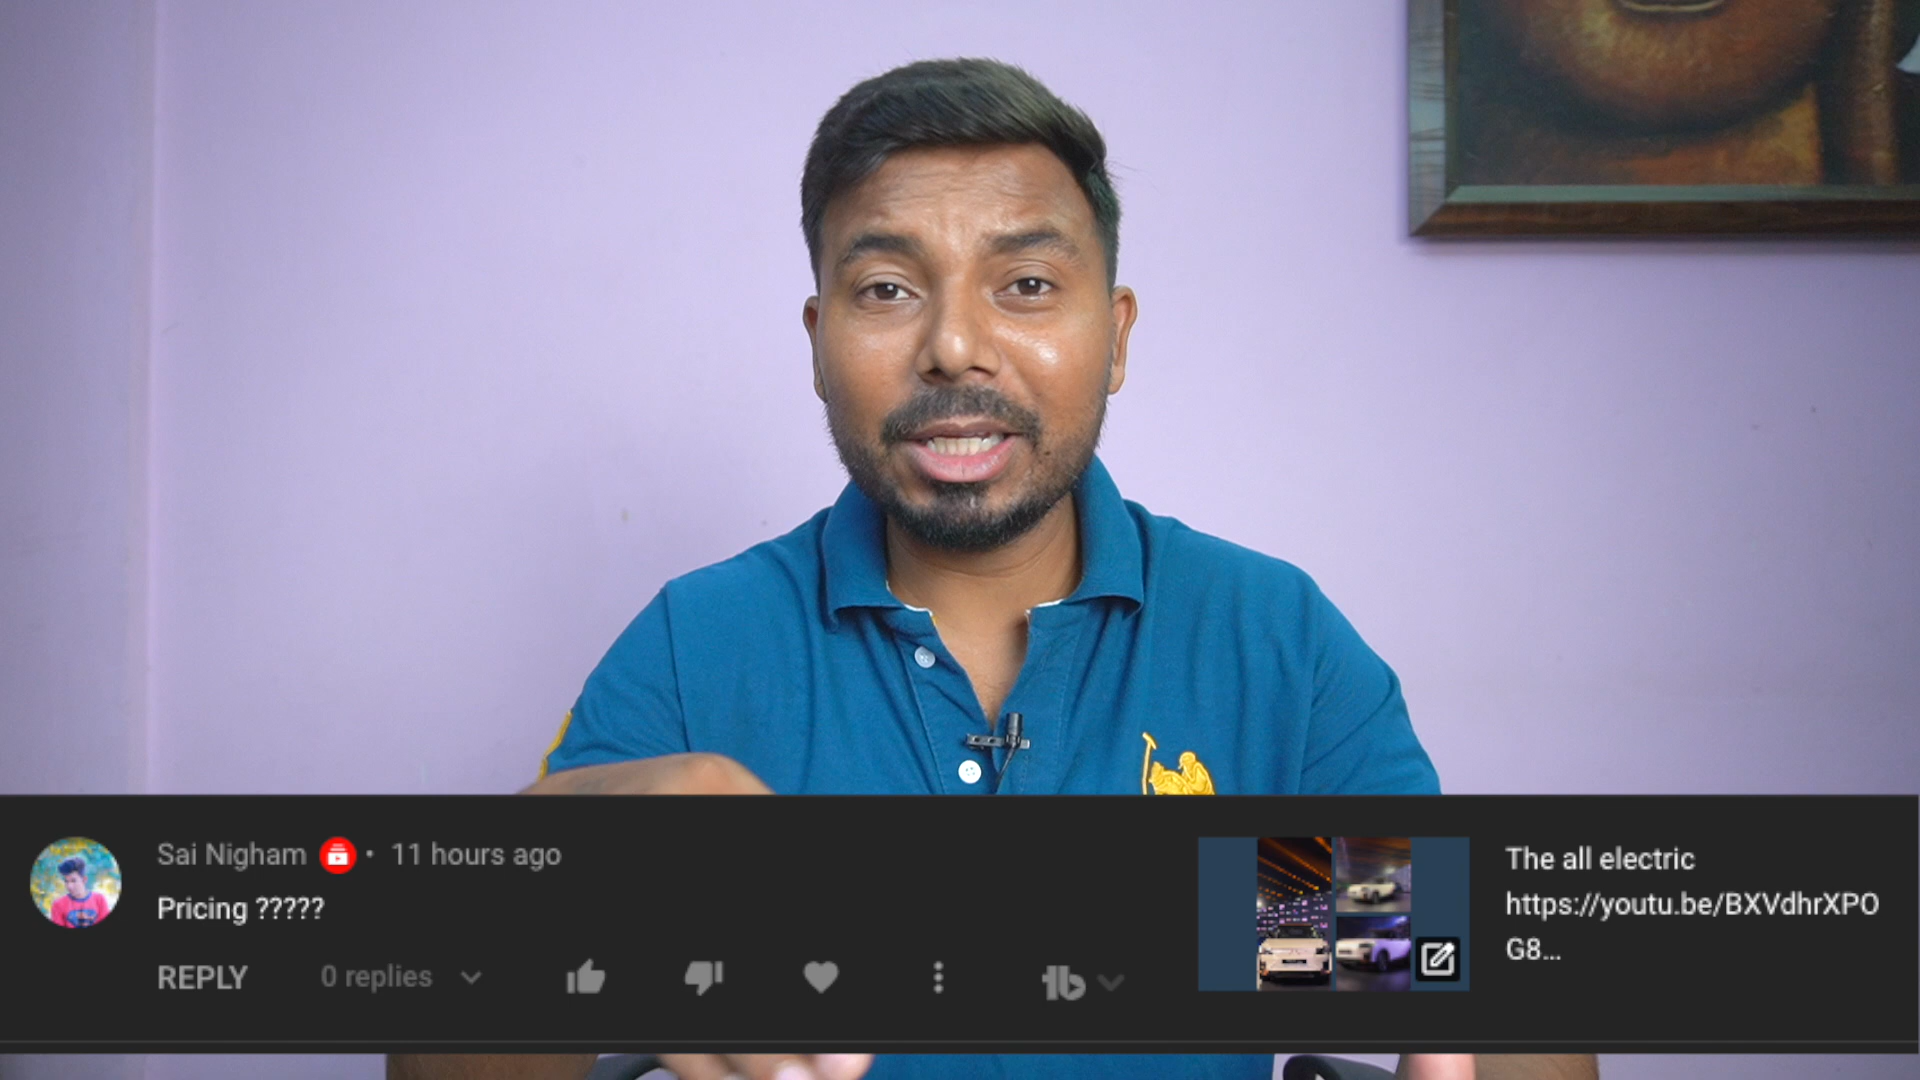 Sai Nigham • 11 hours ago
Pricing ?????
REPLY 0 replies
The all electric
https://youtu.be/BXVdhrXPO
G8...